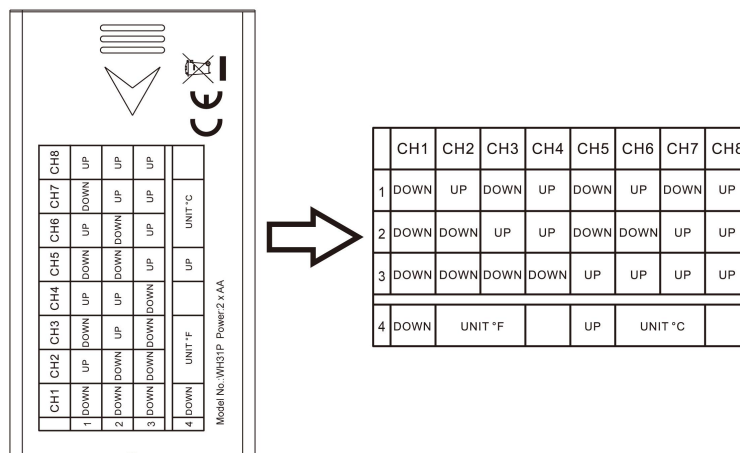 CH1 CH2 CH3 CH4 CH5 CH6 CH7 CH8
1 DOWN UP DOWN UP DOWN UP DOWN UP
2 DOWN DOWN UP UP DOWN DOWN UP UP
3 DOWN DOWN DOWN DOWN UP UP UP UP
4 DOWN UNIT °F UP UNIT °C
Model No.:WH31P Power:2 x AA
CE
CH1 CH2 CH3 CH4 CH5 CH6 CH7 CH8
1 DOWN UP DOWN UP DOWN UP DOWN UP
2 DOWN DOWN UP UP DOWN DOWN UP UP
3 DOWN DOWN DOWN DOWN UP UP UP UP
4 DOWN UNIT °F UP UNIT °C